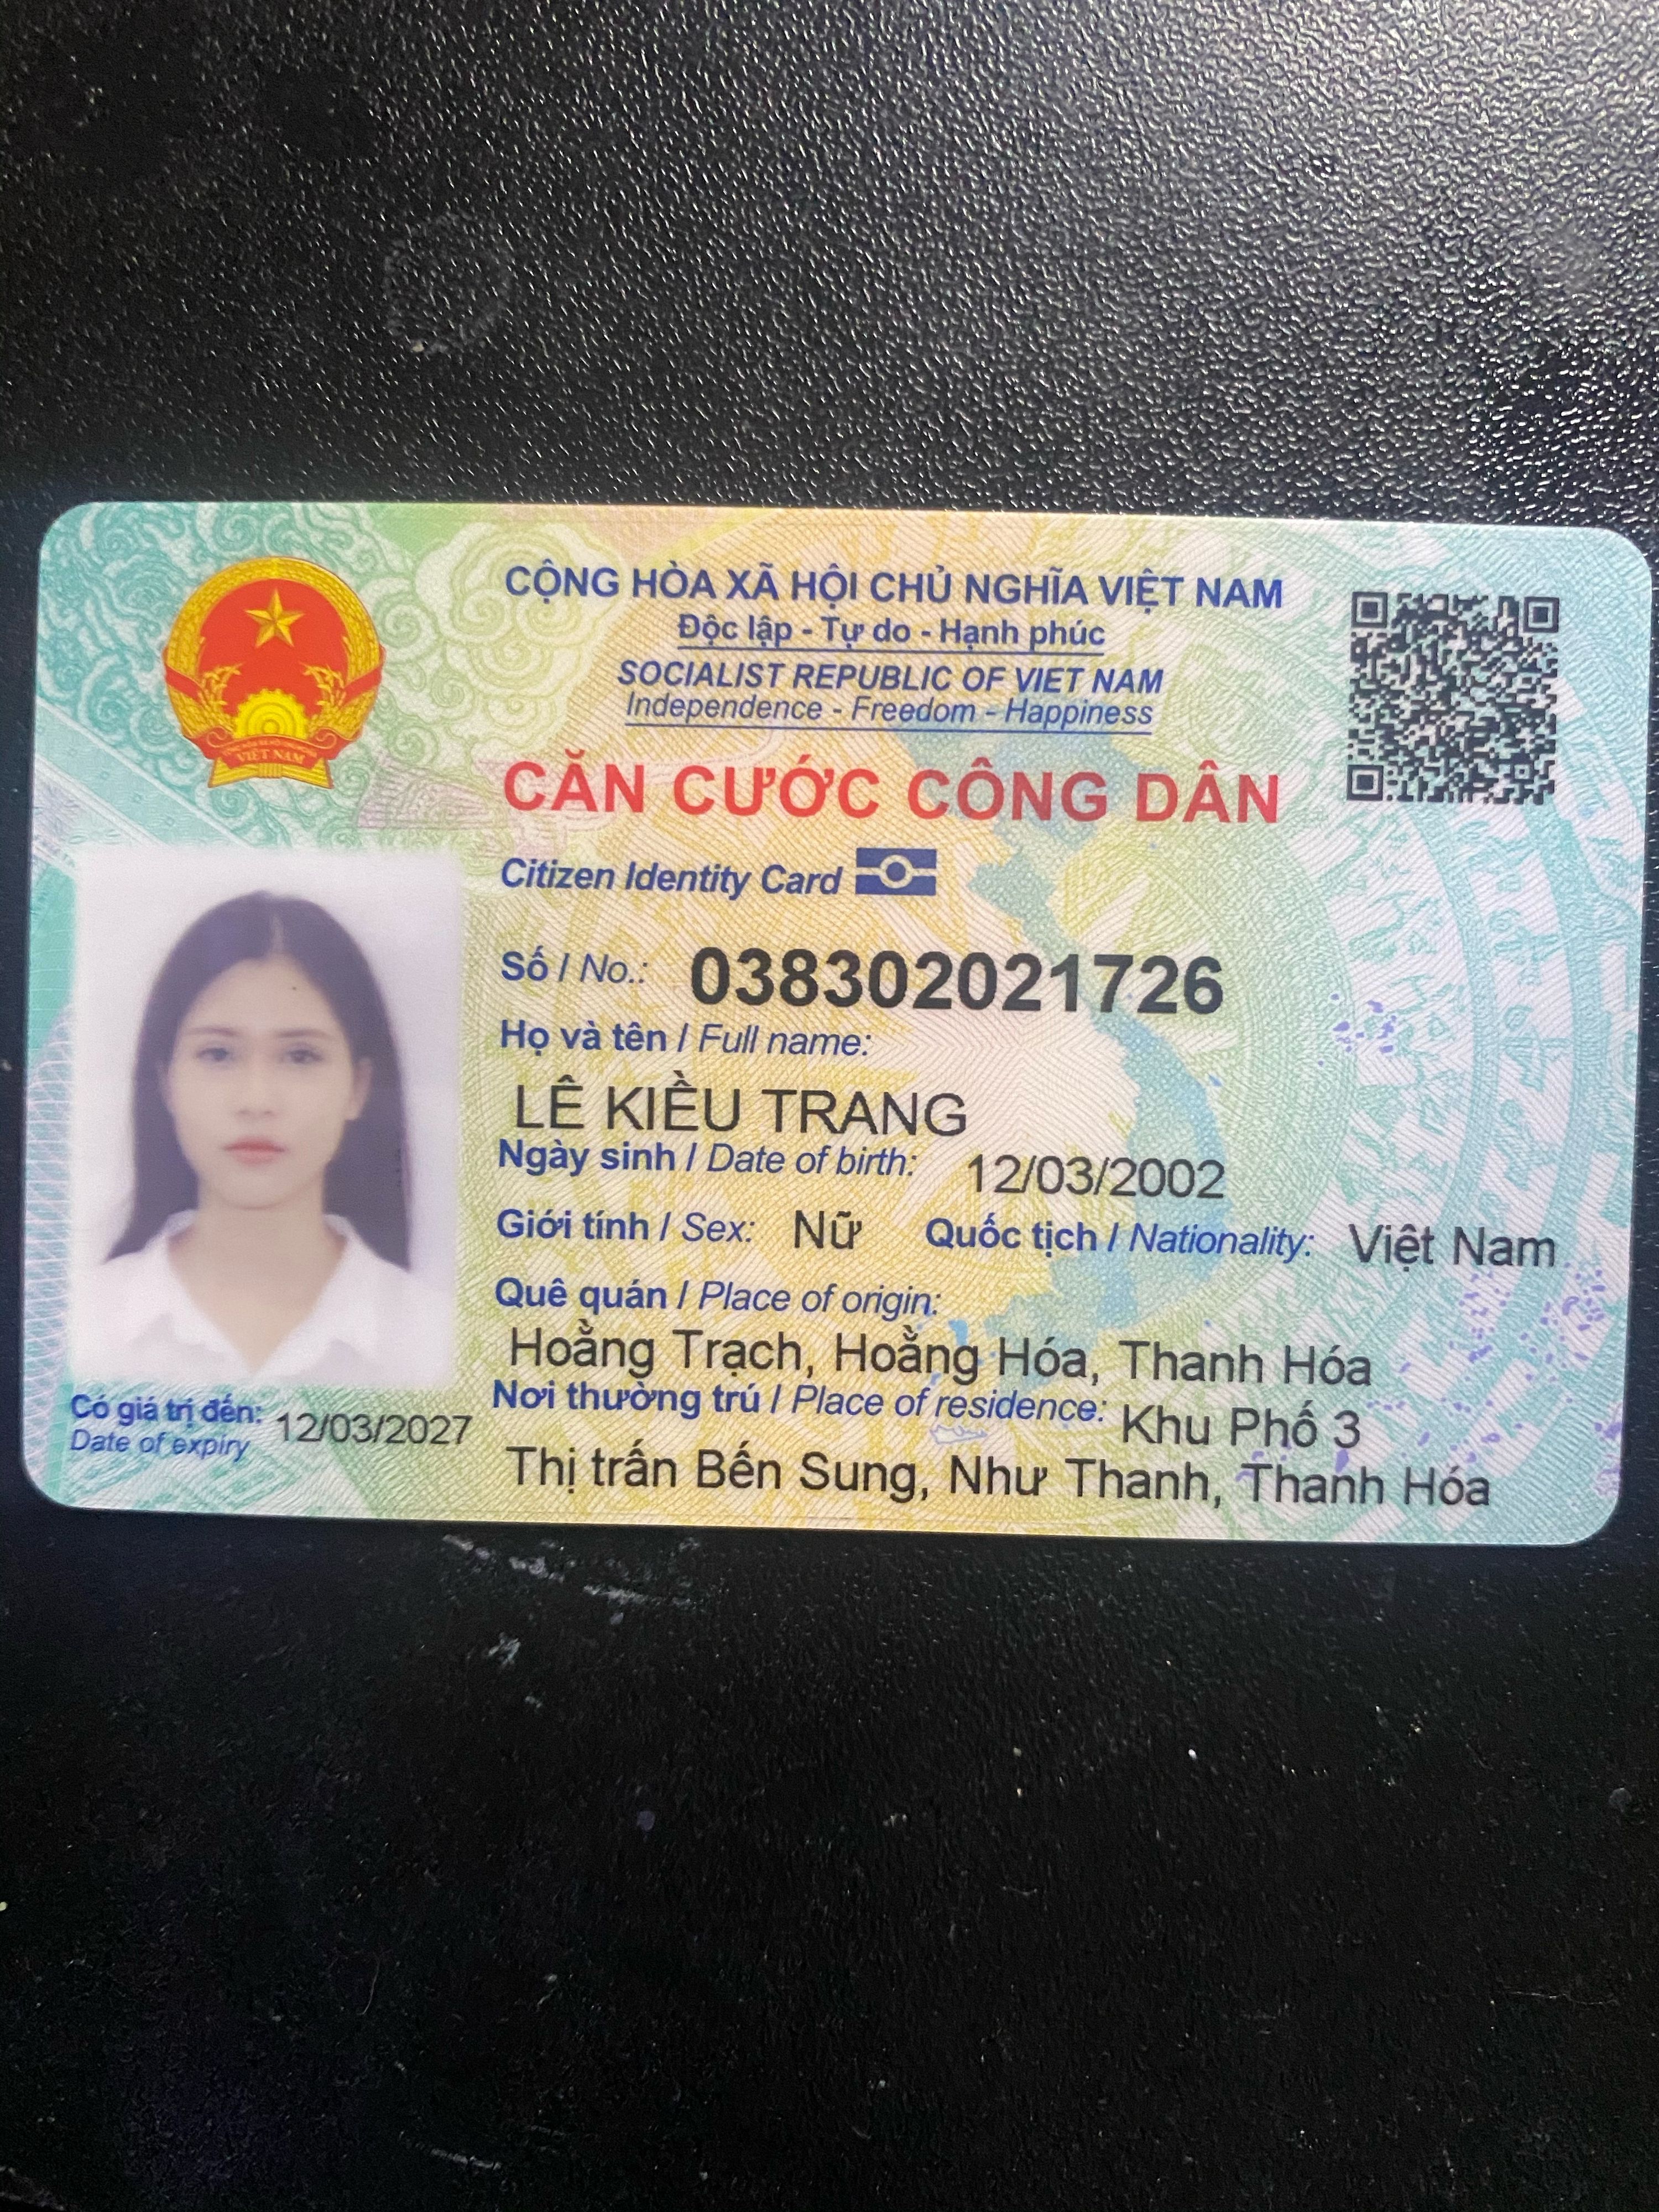 CỘNG HÒA XÃ HỘI CHỦ NGHĨA VIỆT NAM
Độc lập - Tự do - Hạnh phúc
SOCIALIST REPUBLIC OF VIET NAM
Independence - Freedom - Happiness
CĂN CƯỚC CÔNG DÂN
Citizen Identity Card
VIỆT NAM
Số / No.: 038302021726
Họ và tên / Full name:
LÊ KIỀU TRANG
Ngày sinh / Date of birth: 12/03/2002
Giới tính / Sex: Nữ Quốc tịch / Nationality: Việt Nam
Quê quán / Place of origin:
Hoằng Trạch, Hoằng Hóa, Thanh Hóa
Nơi thường trú / Place of residence: Khu Phố 3
Thị trấn Bến Sung, Như Thanh, Thanh Hóa
Có giá trị đến: 12/03/2027
Date of expiry